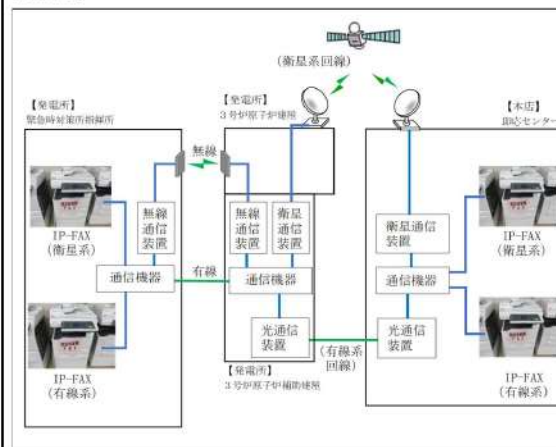 (衛星系回線)
【発電所】
緊急時対策所指揮所
【発電所】
3号炉原子炉建屋
【本店】
即応センター
無線
IP-FAX
(衛星系)
無線
通信
装置
無線
通信
装置
衛星
通信
装置
衛星通信
装置
IP-FAX
(衛星系)
通信機器
有線
通信機器
通信機器
光通信
装置
(有線系
回線)
光通信
装置
IP-FAX
(有線系)
【発電所】
3号炉原子炉補助建屋
IP-FAX
(有線系)